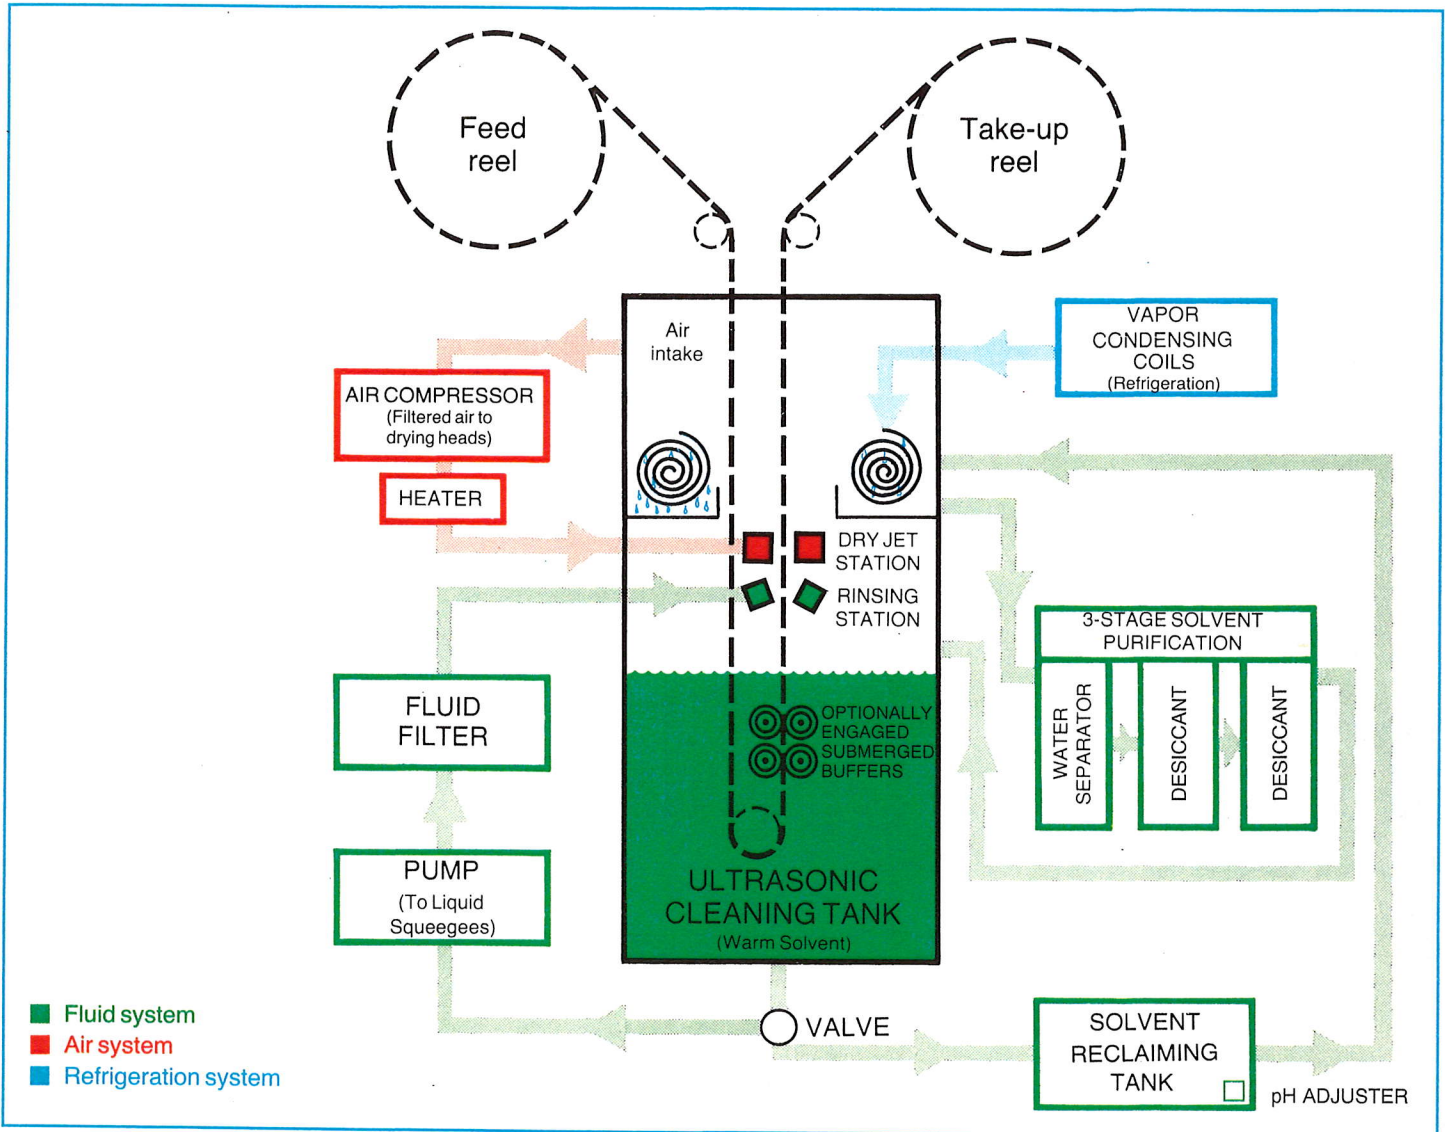 Feed
reel
Take-up
reel
Air
intake
VAPOR
CONDENSING
COILS
(Refrigeration)
AIR COMPRESSOR
(Filtered air to
drying heads)
HEATER
DRY JET
STATION
RINSING
STATION
3-STAGE SOLVENT
PURIFICATION
WATER
SEPARATOR
DESICCANT
DESICCANT
FLUID
FILTER
OPTIONALLY
ENGAGED
SUBMERGED
BUFFERS
PUMP
(To Liquid
Squeegees)
ULTRASONIC
CLEANING TANK
(Warm Solvent)
VALVE
SOLVENT
RECLAIMING
TANK
pH ADJUSTER
Fluid system
Air system
Refrigeration system